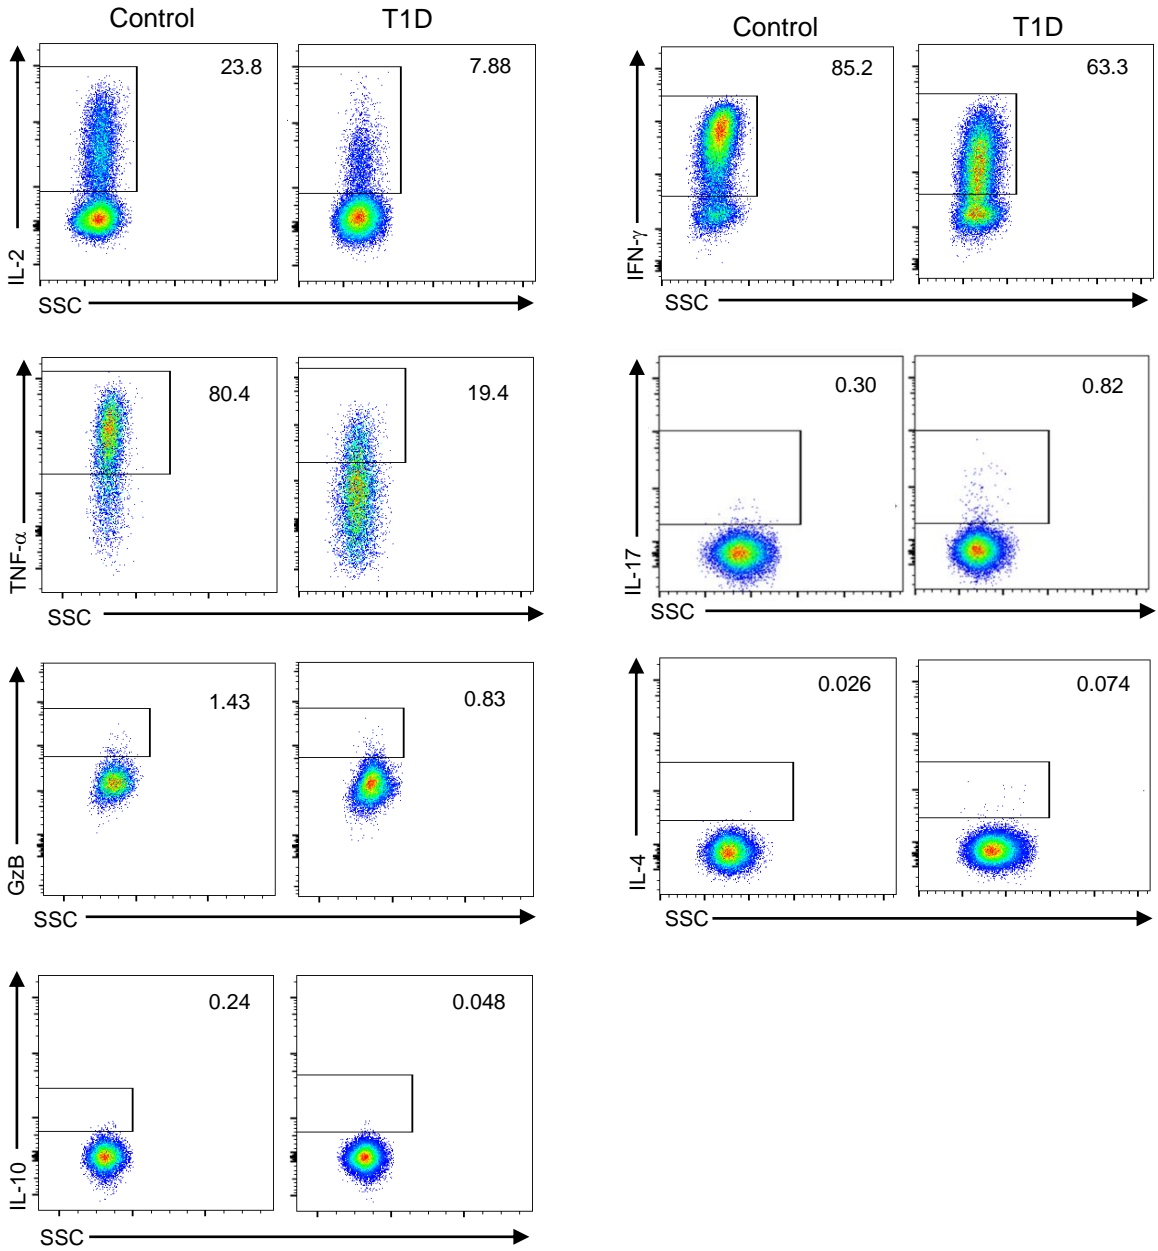 Control
T1D
IL-2
23.8
7.88
SSC
Control
T1D
IFN-γ
85.2
63.3
SSC
TNF-α
80.4
19.4
SSC
IL-17
0.30
0.82
SSC
GzB
1.43
0.83
SSC
IL-4
0.026
0.074
SSC
IL-10
0.24
0.048
SSC